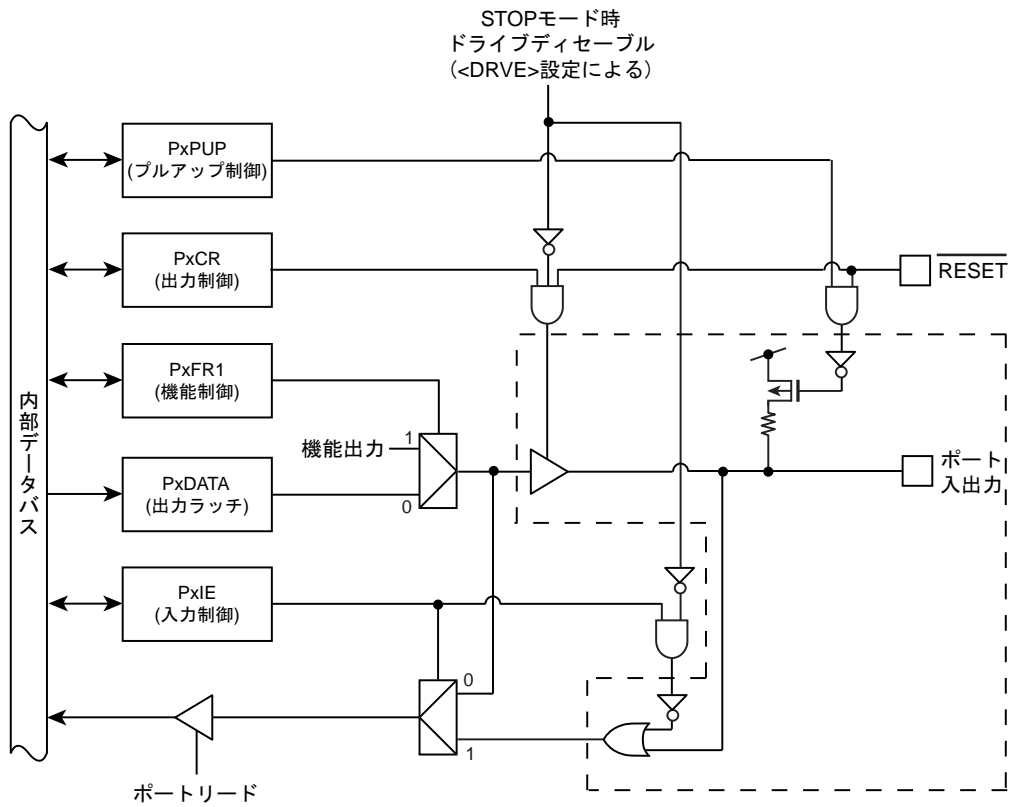 STOPモード時
ドライブディセーブル
(<DRVE>設定による)
PxPUP
(プルアップ制御)
PxCR
(出力制御)
RESET
PxFR1
(機能制御)
内部データバス
機能出力
1
PxDATA
(出力ラッチ)
0
ポート
入出力
PxIE
(入力制御)
0
1
ポートリード